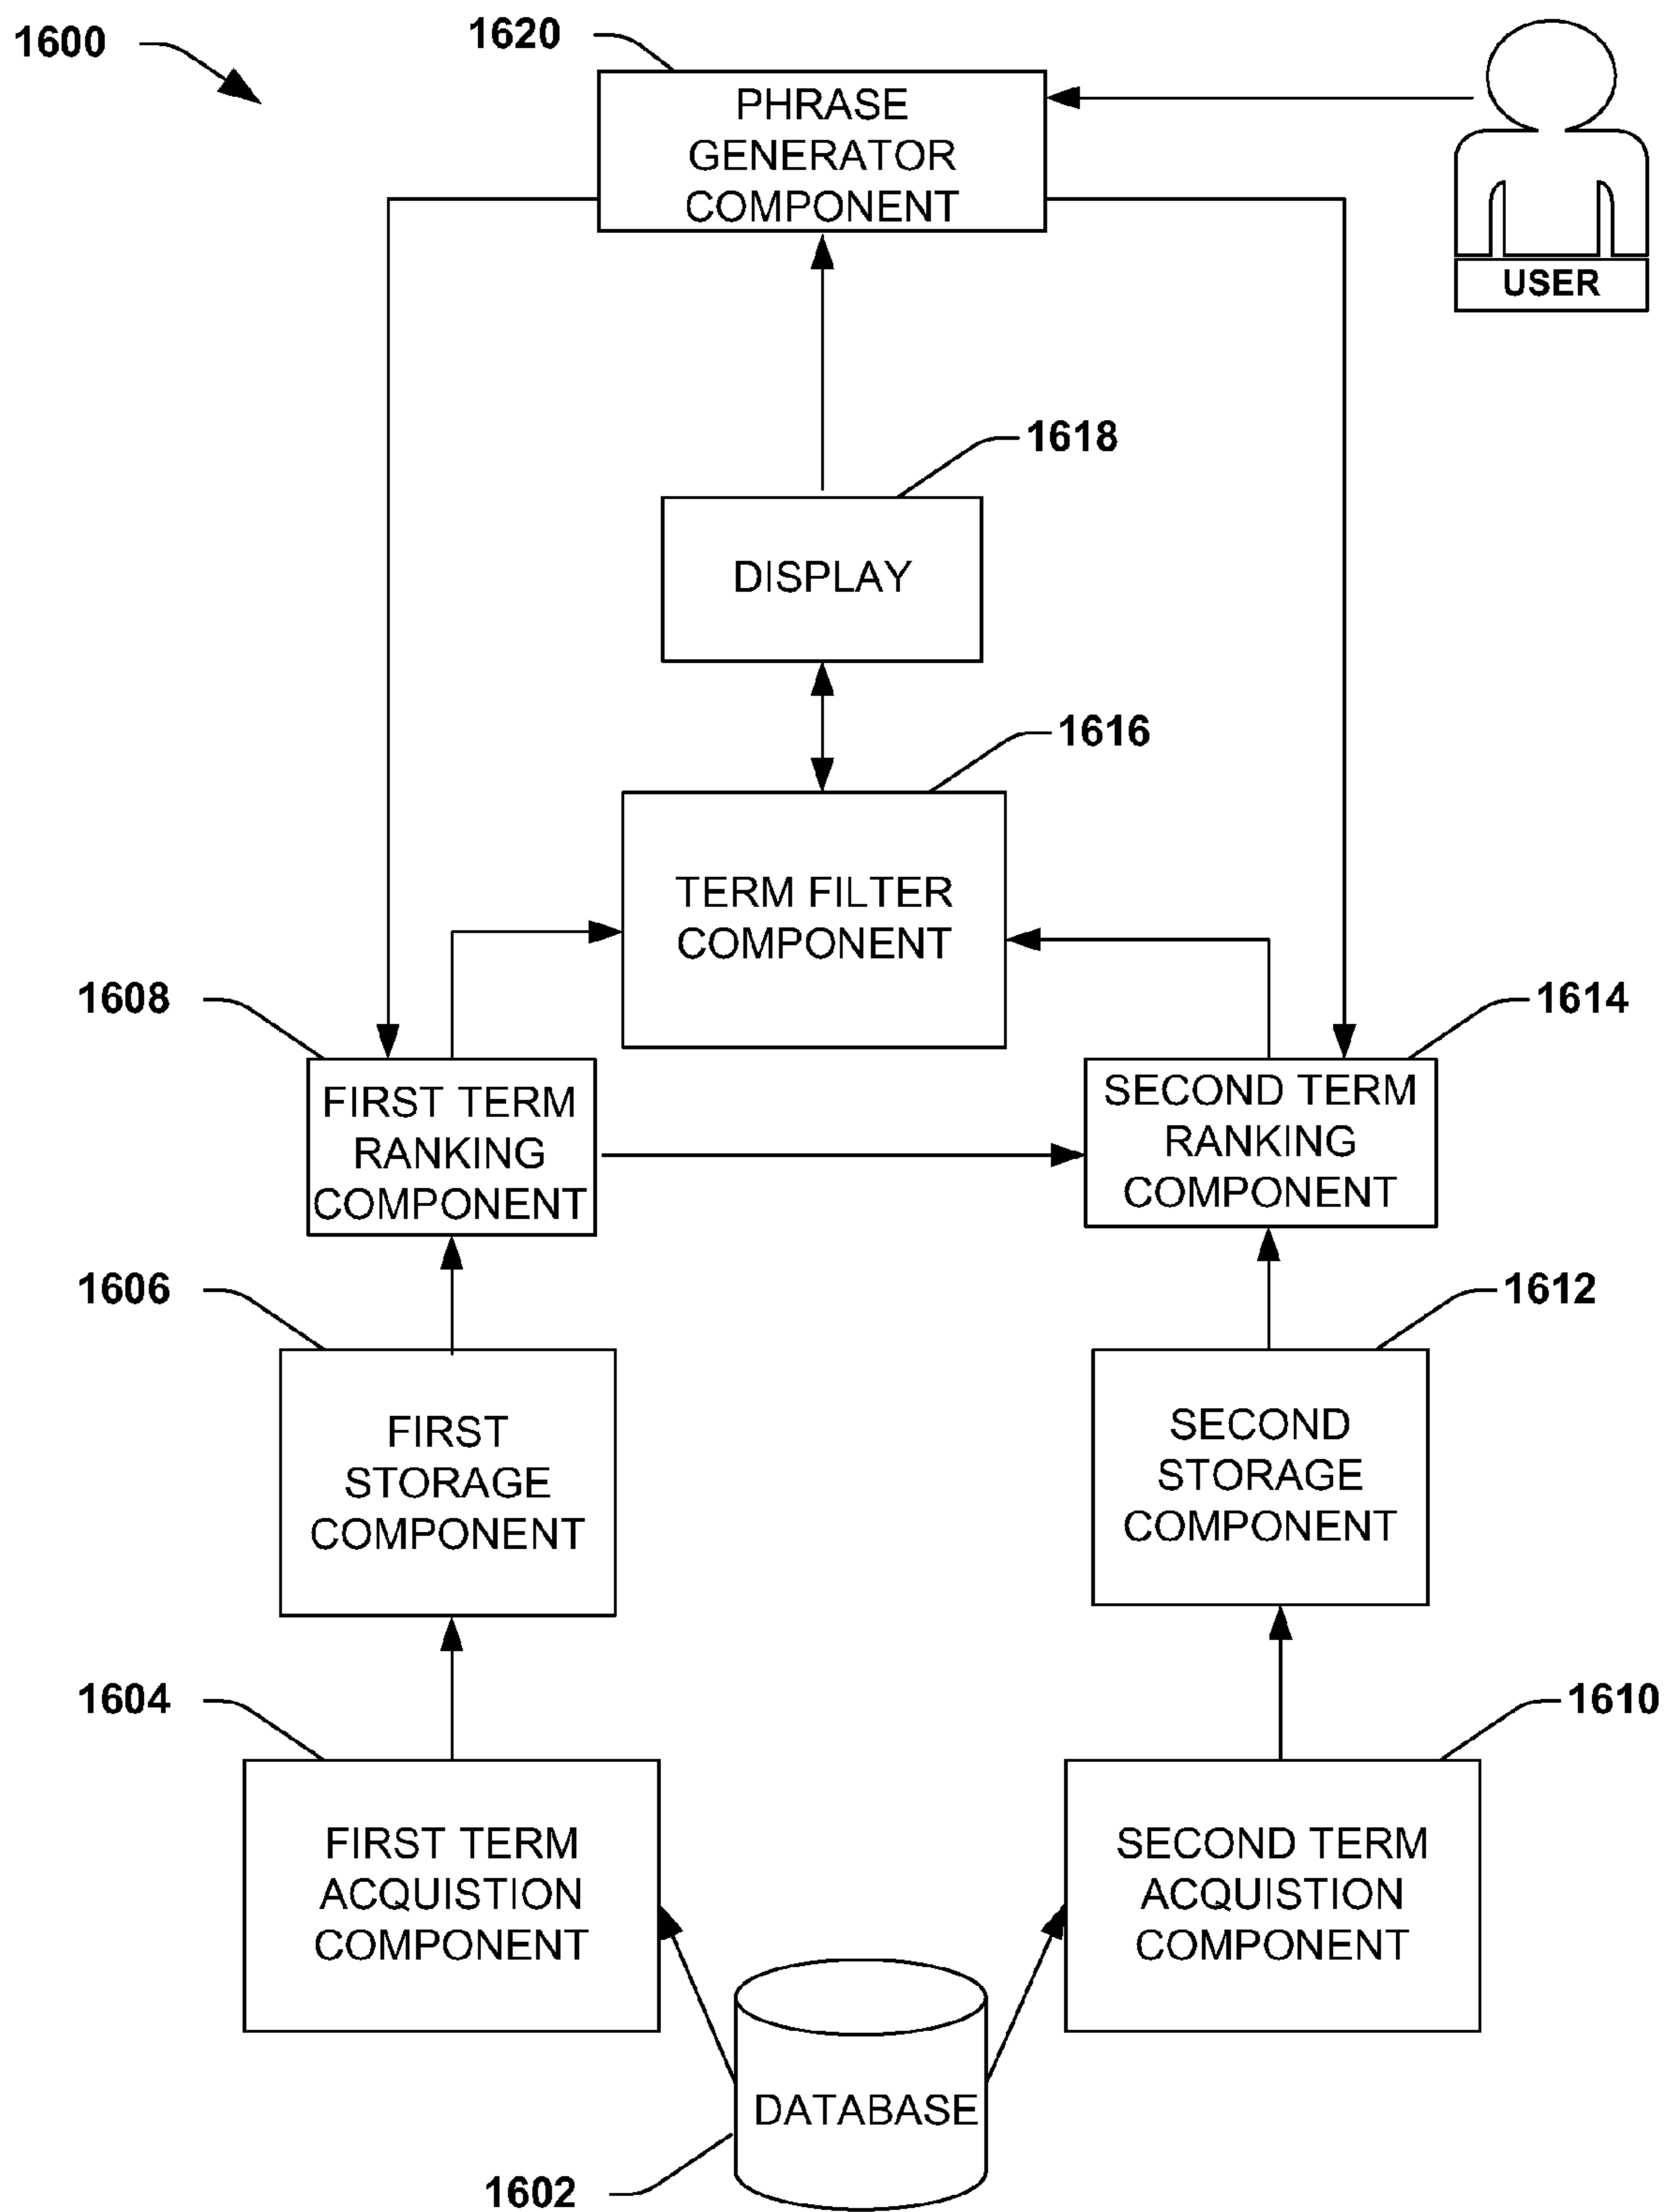 1600
1620
PHRASE
GENERATOR
COMPONENT
USER
1618
DISPLAY
1616
TERM FILTER
COMPONENT
1608
1614
FIRST TERM
RANKING
COMPONENT
SECOND TERM
RANKING
COMPONENT
1606
1612
FIRST
STORAGE
COMPONENT
SECOND
STORAGE
COMPONENT
1604
1610
FIRST TERM
ACQUISTION
COMPONENT
SECOND TERM
ACQUISTION
COMPONENT
DATABASE
1602